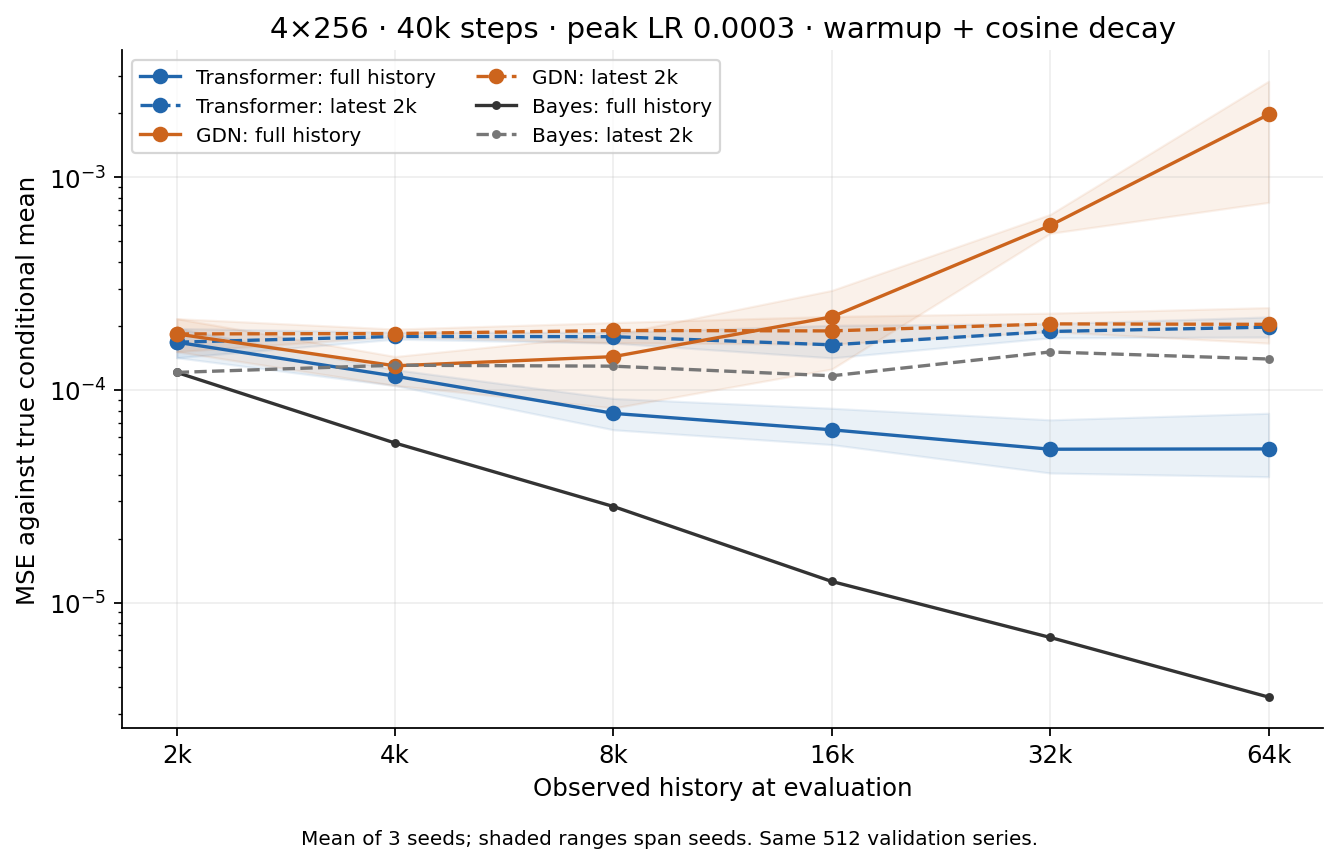 4×256 · 40k steps · peak LR 0.0003 · warmup + cosine decay
Transformer: full history
Transformer: latest 2k
GDN: full history
GDN: latest 2k
Bayes: full history
Bayes: latest 2k
MSE against true conditional mean
10⁻³
10⁻⁴
10⁻⁵
2k 4k 8k 16k 32k 64k
Observed history at evaluation
Mean of 3 seeds; shaded ranges span seeds. Same 512 validation series.